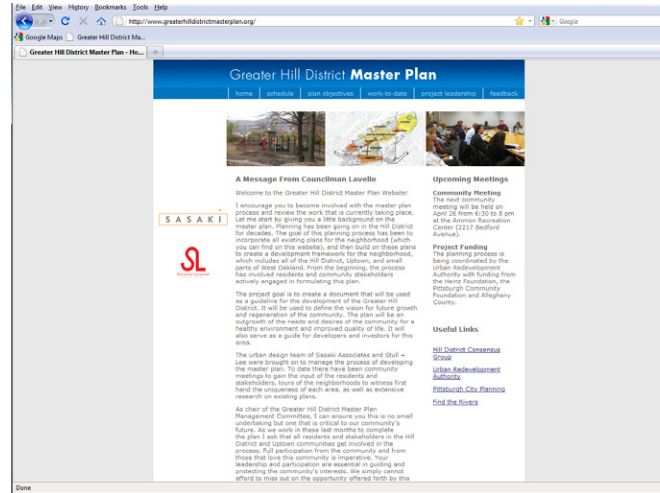 File Edit View History Bookmarks Tools Help
http://www.greaterhilldistrictmasterplan.org/
Google
Google Maps Greater Hill District Ma...
Greater Hill District Master Plan - Ho...
Greater Hill District Master Plan
home schedule plan objectives work-to-date project leadership feedback
A Message From Councilman Lavelle
Welcome to the Greater Hill District Master Plan Website!
I encourage you to become involved with the master plan
process and review the work that is currently taking place.
Let me start by giving you a little background on the
master plan. Planning has been going on in the Hill District
for decades. The goal of this planning process has been to
incorporate all existing plans for the neighborhood (which
you can find on this website), and then build on these plans
to create a development framework for the neighborhood,
which includes all of the Hill District, Uptown, and small
parts of West Oakland. From the beginning, the process
has involved residents and community stakeholders
actively engaged in formulating this plan.
The project goal is to create a document that will be used
as a guideline for the development of the Greater Hill
District. It will be used to define the vision for future growth
and regeneration of the community. The plan will be an
outgrowth of the needs and desires of the community for a
healthy environment and improved quality of life. It will
also serve as a guide for developers and investors for this
area.
The urban design team of Sasaki Associates and Stull +
Lee were brought on to manage the process of developing
the master plan. To date there have been community
meetings to gain the input of the residents and
stakeholders, tours of the neighborhoods to witness first
hand the uniqueness of each area, as well as extensive
research on existing plans.
As chair of the Greater Hill District Master Plan
Management Committee, I can ensure you this is no small
undertaking but one that is critical to our community's
future. As we work in these last months to complete
the plan I ask that all residents and stakeholders in the Hill
District and Uptown communities get involved in the
process. Full participation from the community and from
those that love this community is imperative. Your
leadership and participation are essential in guiding and
protecting the community's interests. We simply cannot
afford to miss out on the opportunity offered forth by this
SASAKI
SL
Upcoming Meetings
Community Meeting
The next community
meeting will be held on
April 26 from 6:30 to 8 pm
at the Ammon Recreation
Center (2217 Bedford
Avenue).
Project Funding
The planning process is
being coordinated by the
Urban Redevelopment
Authority with funding from
the Heinz Foundation, the
Pittsburgh Community
Foundation and Allegheny
County.
Useful Links
Hill District Consensus
Group
Urban Redevelopment
Authority
Pittsburgh City Planning
Find the Rivers
Done